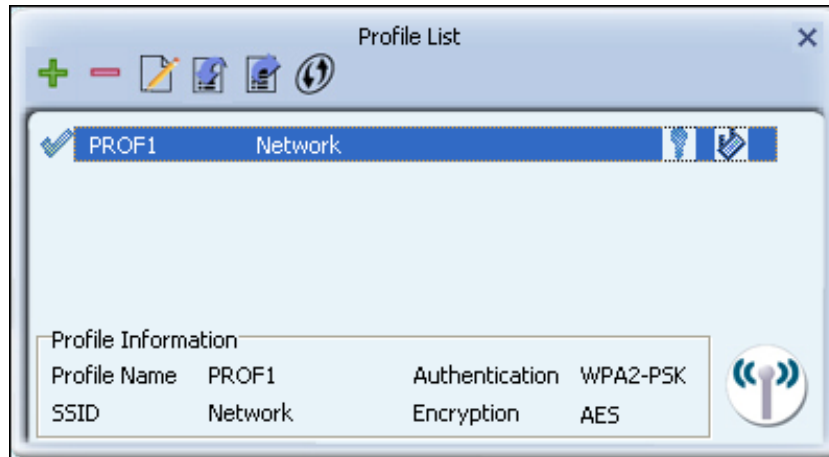 Profile List
PROF1 Network
Profile Information
Profile Name PROF1 Authentication WPA2-PSK
SSID Network Encryption AES